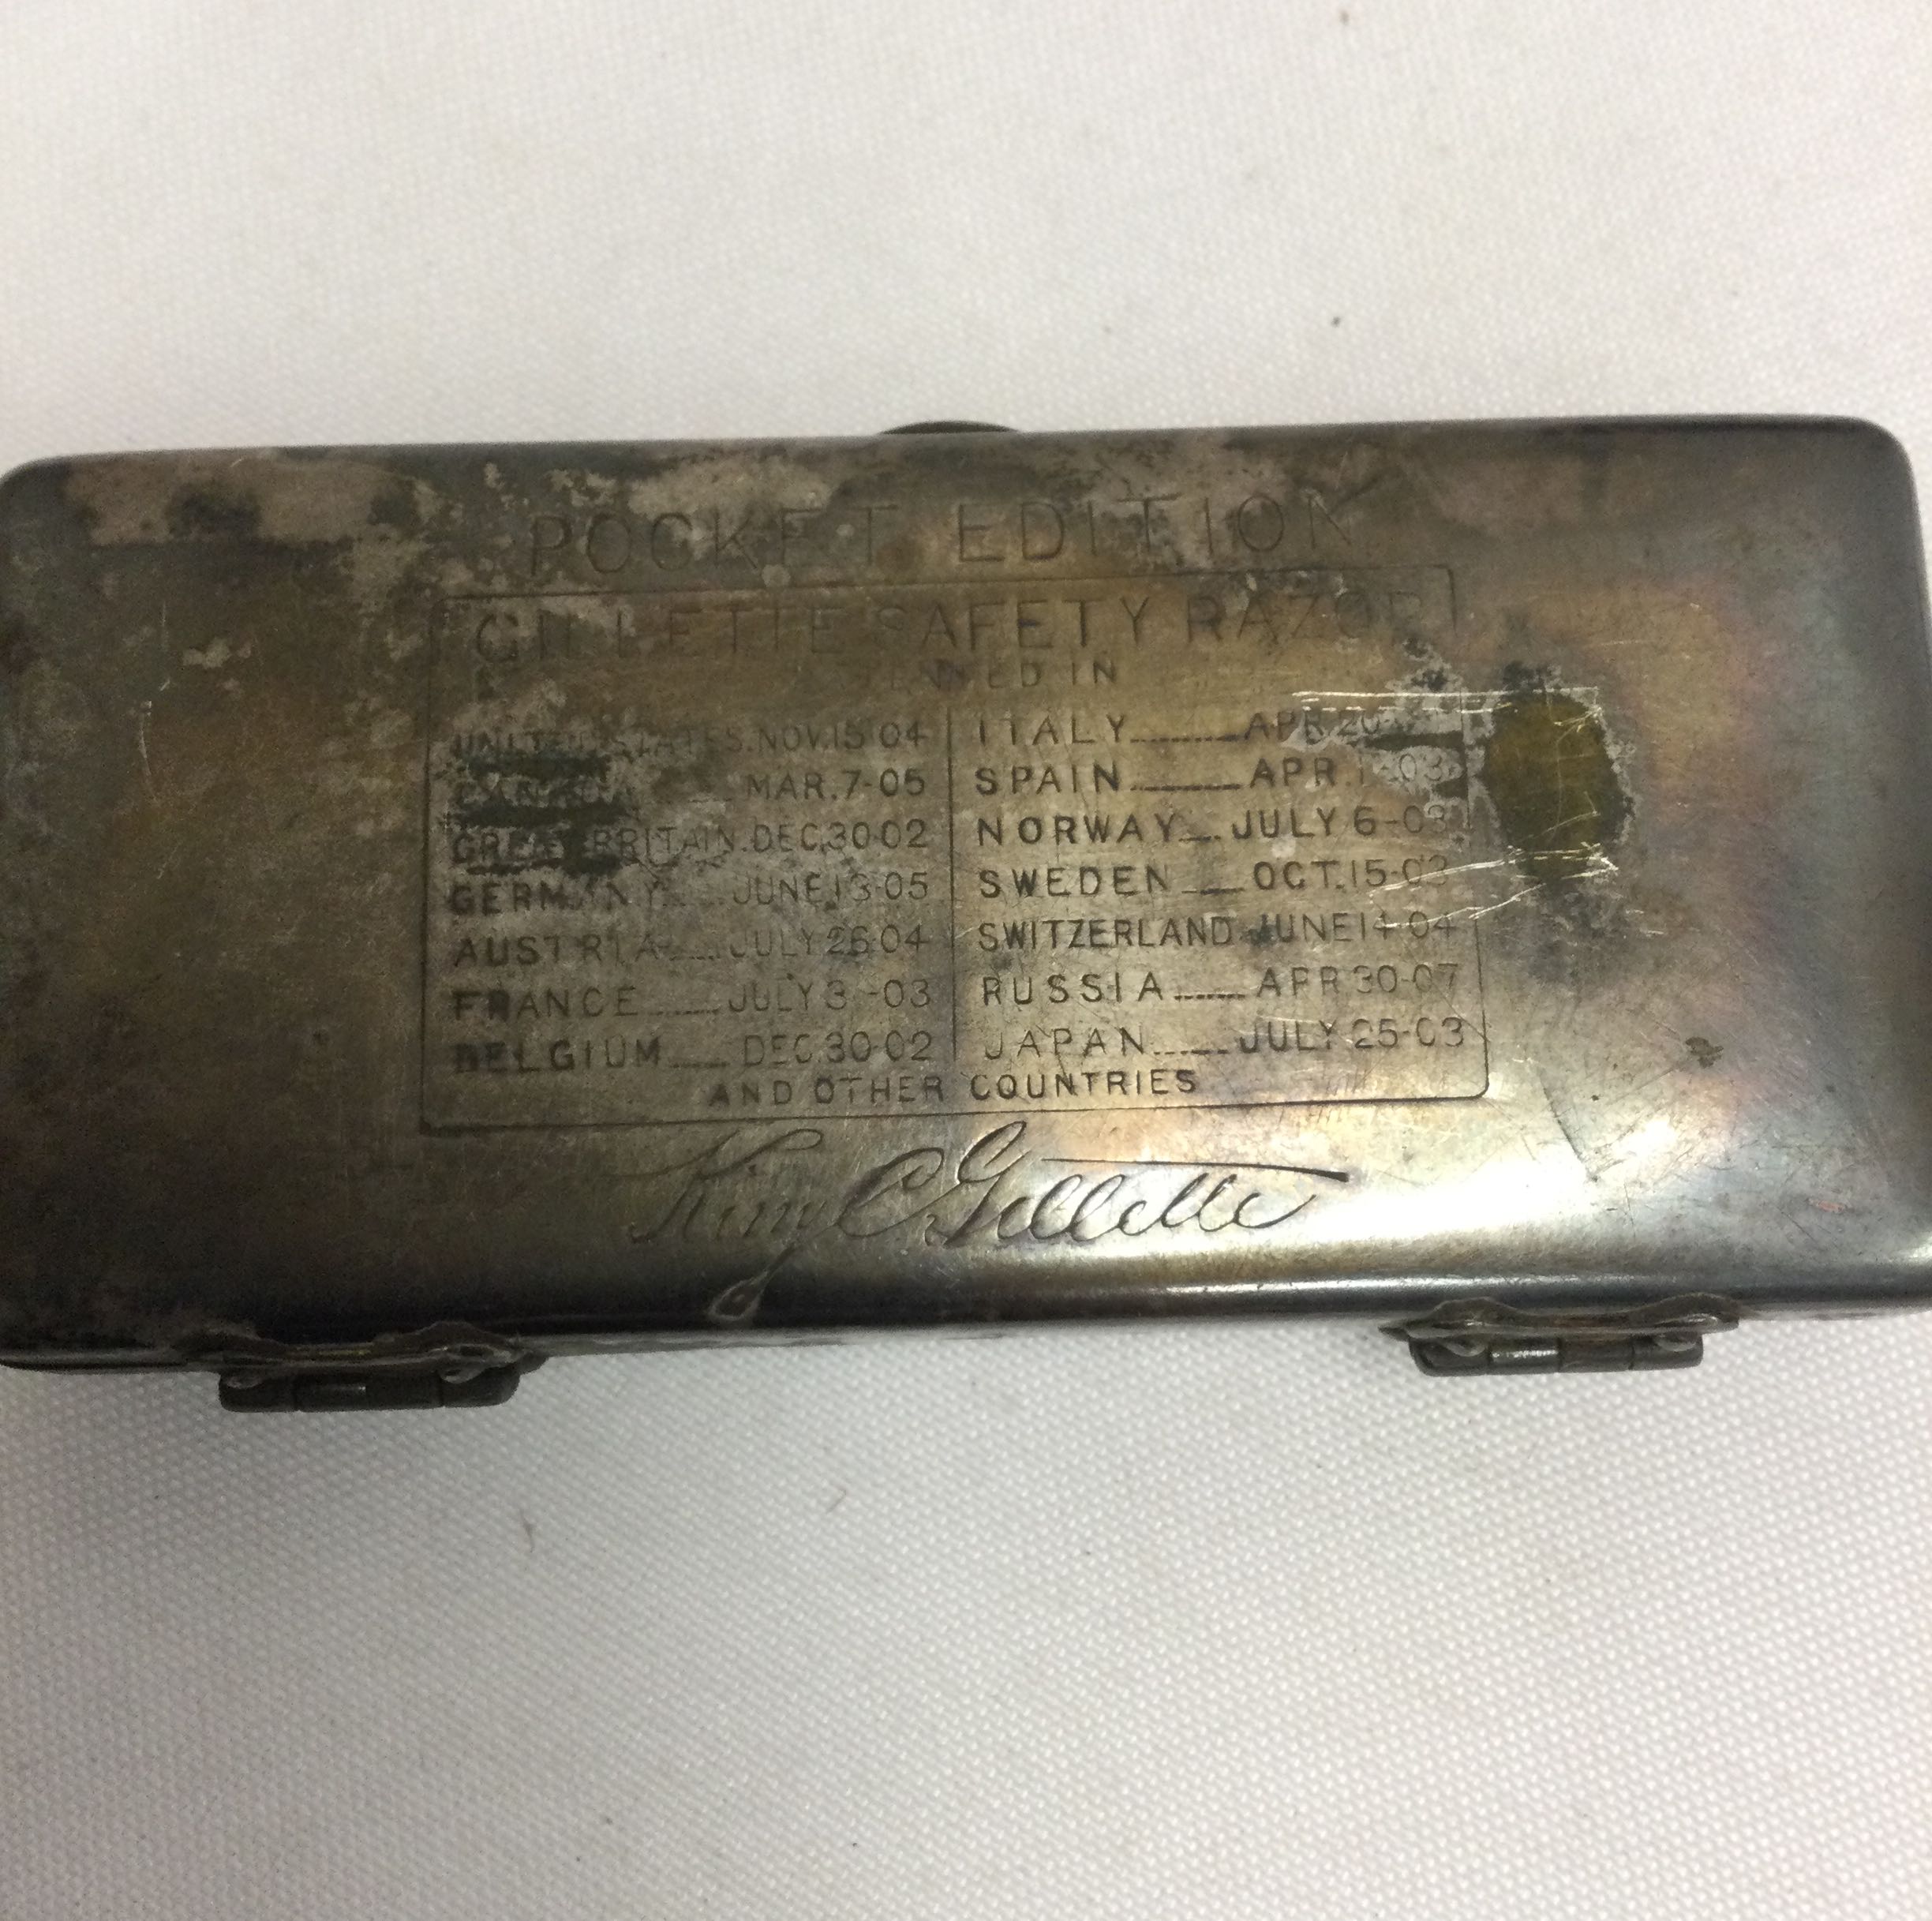 POCKET EDITION
GILLETTE SAFETY RAZOR
IN
UNITED STATES. NOV. 15-04
MAR. 7-05
GREAT BRITAIN. DEC. 30-02
GERMANY JUNE 13-05
AUSTRIA JULY 26-04
FRANCE JULY 3-03
BELGIUM DEC. 30-02
ITALY APR. 20
SPAIN APR.
NORWAY JULY 6-03
SWEDEN OCT. 15-03
SWITZERLAND JUNE 14-04
RUSSIA APR 30-07
JAPAN JULY 25-03
AND OTHER COUNTRIES
King C. Gillette